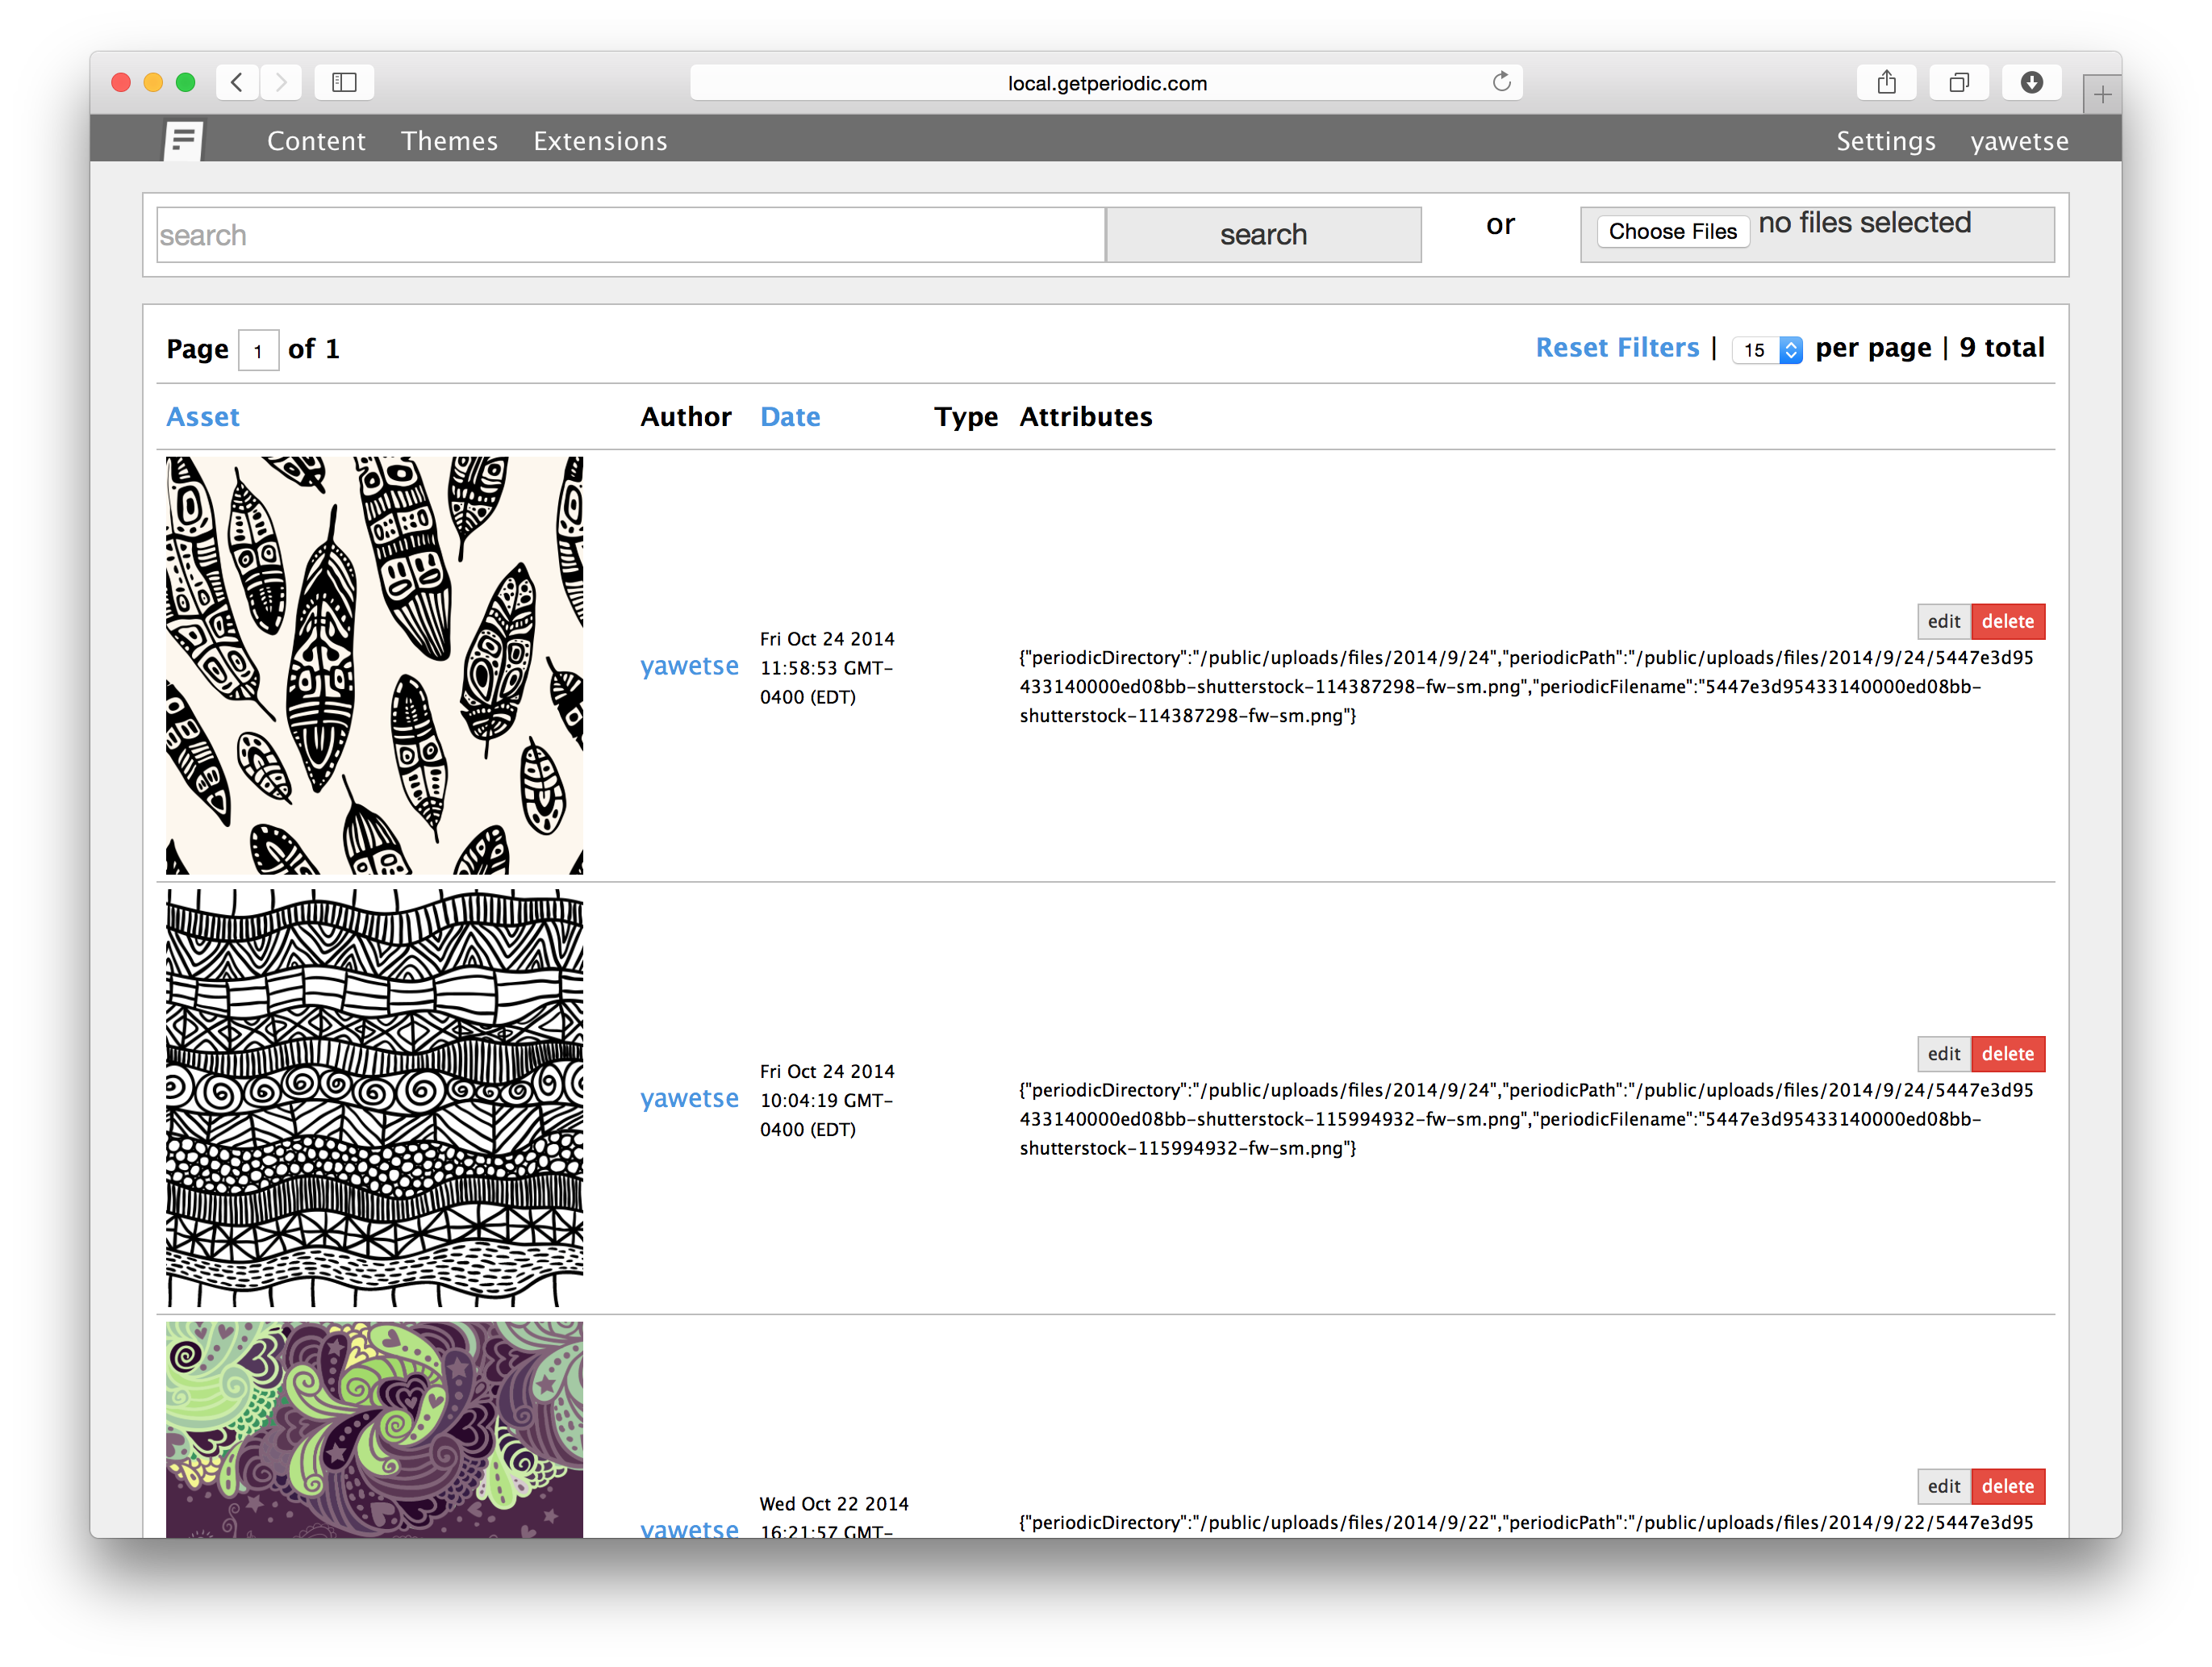 local.getperiodic.com
Content Themes Extensions Settings yawetse
search search or Choose Files no files selected
Page 1 of 1 Reset Filters | 15 per page | 9 total
Asset Author Date Type Attributes
edit delete
yawetse
Fri Oct 24 2014
11:58:53 GMT-
0400 (EDT)
{"periodicDirectory":"/public/uploads/files/2014/9/24","periodicPath":"/public/uploads/files/2014/9/24/5447e3d95
433140000ed08bb-shutterstock-114387298-fw-sm.png","periodicFilename":"5447e3d95433140000ed08bb-
shutterstock-114387298-fw-sm.png"}
edit delete
yawetse
Fri Oct 24 2014
10:04:19 GMT-
0400 (EDT)
{"periodicDirectory":"/public/uploads/files/2014/9/24","periodicPath":"/public/uploads/files/2014/9/24/5447e3d95
433140000ed08bb-shutterstock-115994932-fw-sm.png","periodicFilename":"5447e3d95433140000ed08bb-
shutterstock-115994932-fw-sm.png"}
edit delete
yawetse
Wed Oct 22 2014
16:21:57 GMT-
{"periodicDirectory":"/public/uploads/files/2014/9/22","periodicPath":"/public/uploads/files/2014/9/22/5447e3d95